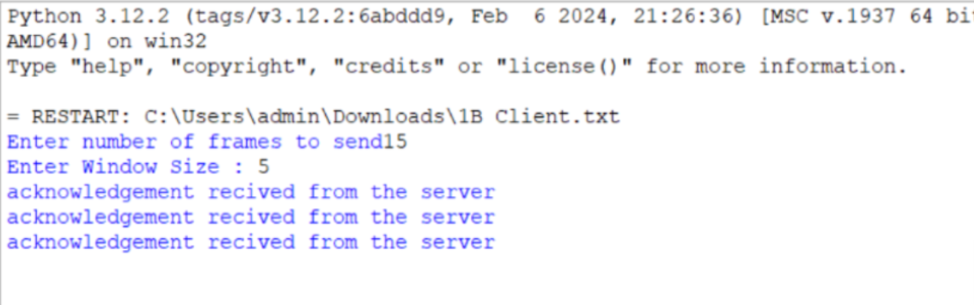 Python 3.12.2 (tags/v3.12.2:6abddd9, Feb  6 2024, 21:26:36) [MSC v.1937 64 bi
AMD64)] on win32
Type "help", "copyright", "credits" or "license()" for more information.
= RESTART: C:\Users\admin\Downloads\1B Client.txt
Enter number of frames to send15
Enter Window Size : 5
acknowledgement recived from the server
acknowledgement recived from the server
acknowledgement recived from the server